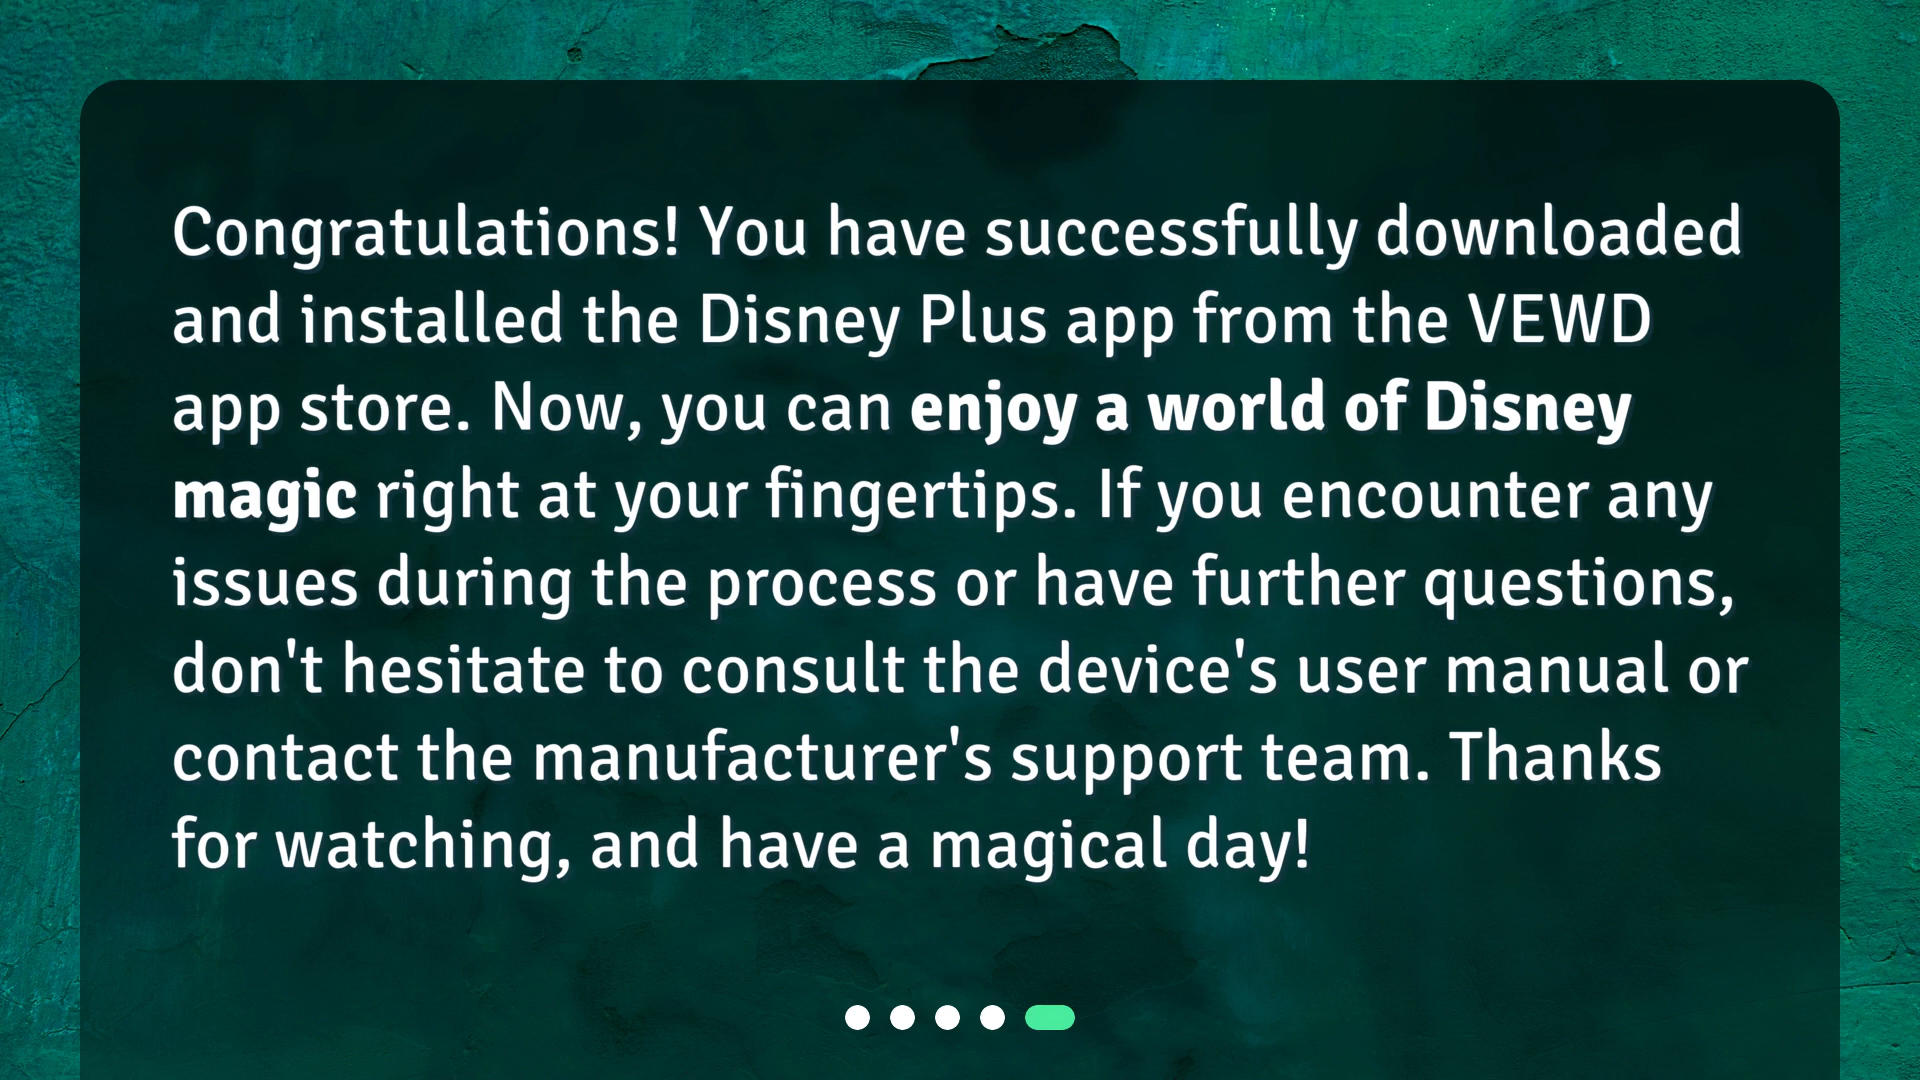 Congratulations! You have successfully downloaded
and installed the Disney Plus app from the VEWD
app store. Now, you can enjoy a world of Disney
magic right at your fingertips. If you encounter any
issues during the process or have further questions,
don't hesitate to consult the device's user manual or
contact the manufacturer's support team. Thanks
for watching, and have a magical day!